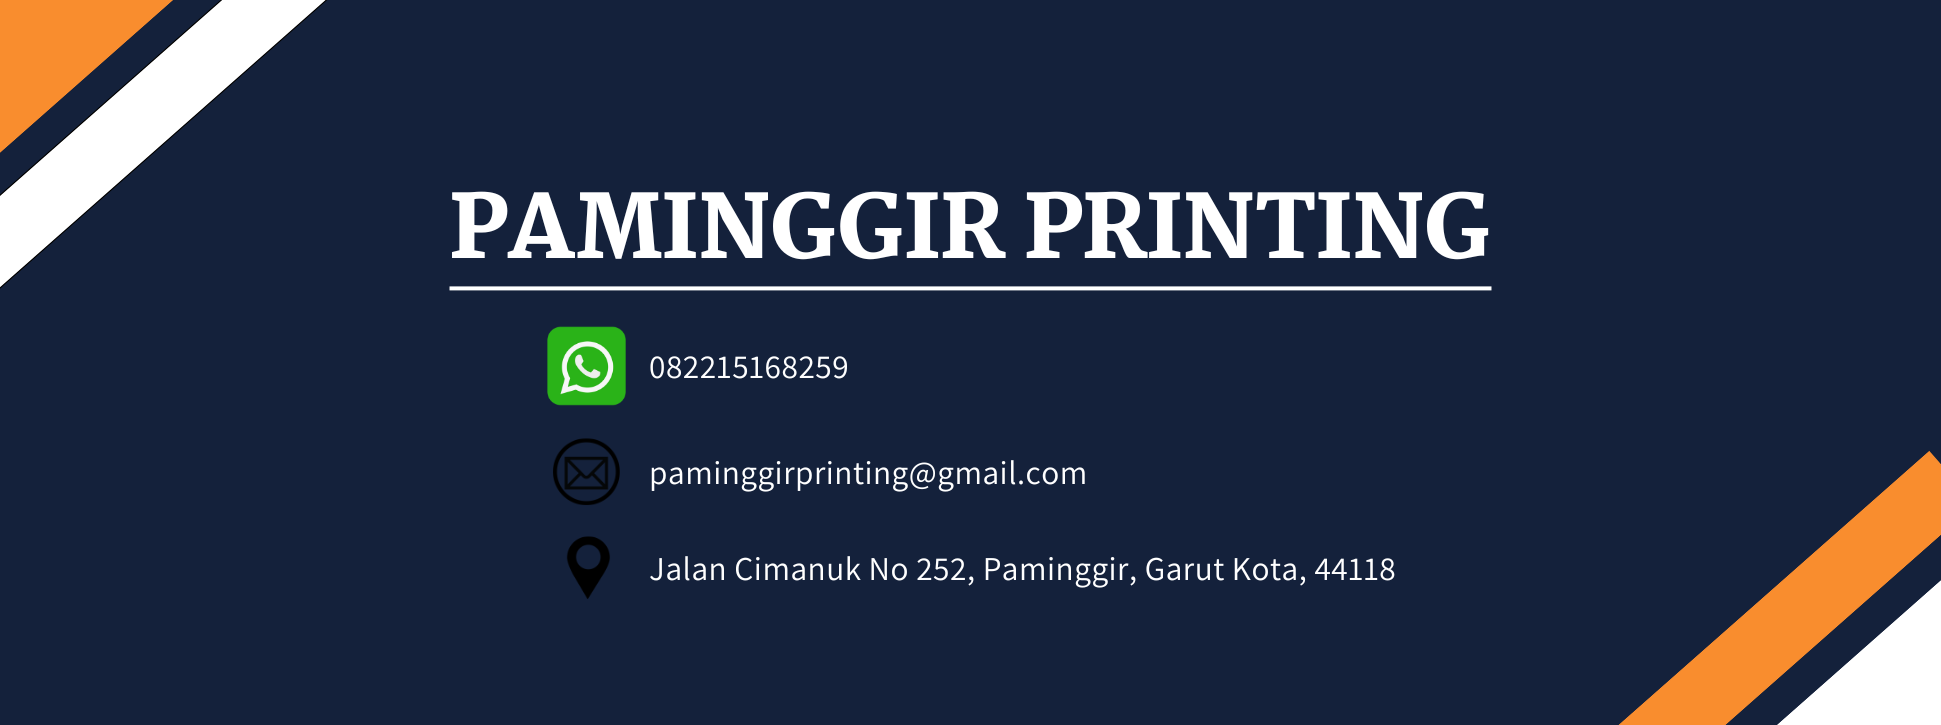 PAMINGGIR PRINTING
082215168259
paminggirprinting@gmail.com
Jalan Cimanuk No 252, Paminggir, Garut Kota, 44118